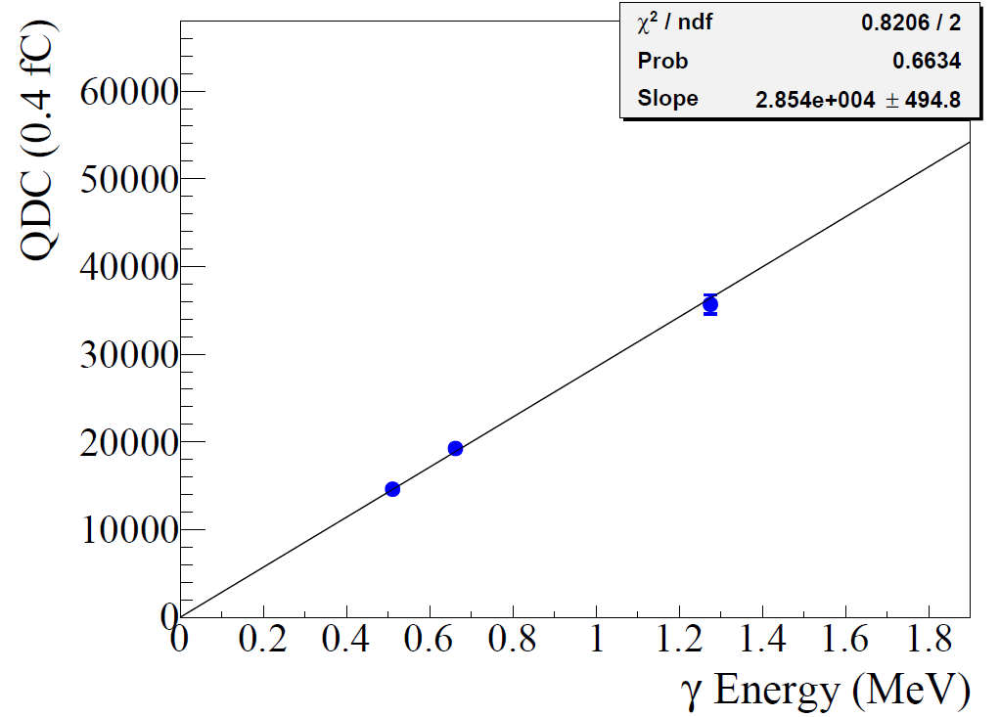 χ² / ndf 0.8206 / 2
Prob 0.6634
Slope 2.854e+004 ± 494.8
QDC (0.4 fC)
60000
50000
40000
30000
20000
10000
0
0 0.2 0.4 0.6 0.8 1 1.2 1.4 1.6 1.8
γ Energy (MeV)